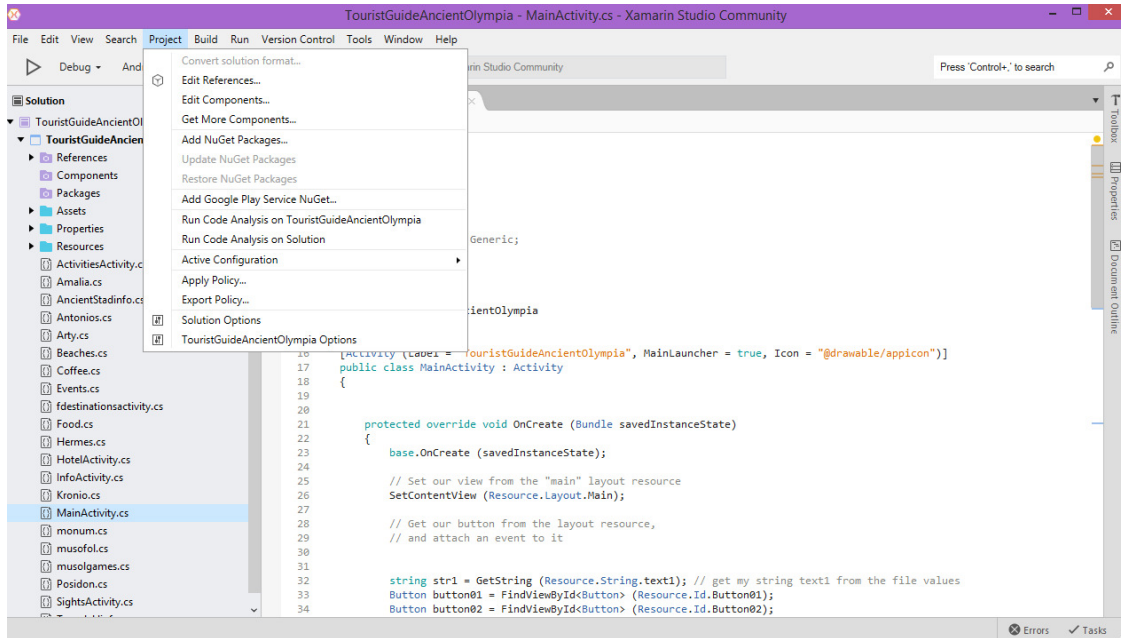 TouristGuideAncientOlympia - MainActivity.cs - Xamarin Studio Community
File Edit View Search Project Build Run Version Control Tools Window Help
Debug
And
rin Studio Community
Press 'Control+,' to search
Solution
TouristGuideAncientOl
TouristGuideAncien
References
Components
Packages
Assets
Properties
Resources
ActivitiesActivity.c
Amalia.cs
AncientStadinfo.cs
Antonios.cs
Arty.cs
Beaches.cs
Coffee.cs
Events.cs
fdestinationsactivity.cs
Food.cs
Hermes.cs
HotelActivity.cs
InfoActivity.cs
Kronio.cs
MainActivity.cs
monum.cs
musofol.cs
musolgames.cs
Posidon.cs
SightsActivity.cs
Convert solution format...
Edit References...
Edit Components...
Get More Components...
Add NuGet Packages...
Update NuGet Packages
Restore NuGet Packages
Add Google Play Service NuGet...
Run Code Analysis on TouristGuideAncientOlympia
Run Code Analysis on Solution
Active Configuration
Apply Policy...
Export Policy...
Solution Options
TouristGuideAncientOlympia Options
Generic;
ientOlympia
16 [Activity (Label = "TouristGuideAncientOlympia", MainLauncher = true, Icon = "@drawable/appicon")]
17 public class MainActivity : Activity
18 {
19
20
21 protected override void OnCreate (Bundle savedInstanceState)
22 {
23 base.OnCreate (savedInstanceState);
24
25 // Set our view from the "main" layout resource
26 SetContentView (Resource.Layout.Main);
27
28 // Get our button from the layout resource,
29 // and attach an event to it
30
31
32 string str1 = GetString (Resource.String.text1); // get my string text1 from the file values
33 Button button01 = FindViewById<Button> (Resource.Id.Button01);
34 Button button02 = FindViewById<Button> (Resource.Id.Button02);
Toolbox
Properties
Document Outline
Errors
Tasks